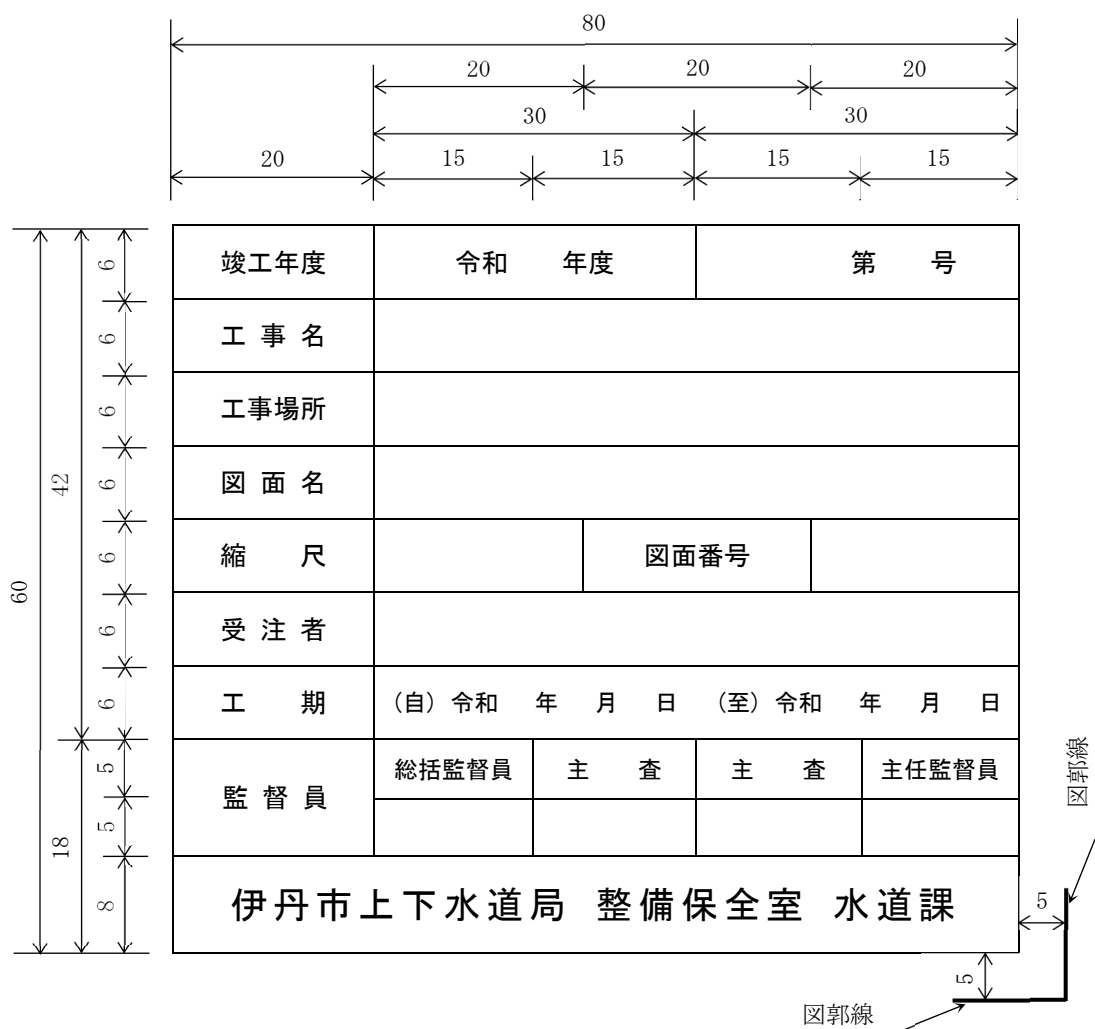 80
20 20 20
30 30
20 15 15 15 15
竣工年度 令和 年度 第 号
工 事 名
工事場所
図 面 名
縮 尺 図面番号
受 注 者
工 期 (自) 令和 年 月 日 (至) 令和 年 月 日
監 督 員 総括監督員 主 査 主 査 主任監督員
伊丹市上下水道局 整備保全室 水道課
60
42
18
6
6
6
6
6
6
6
5
5
8
5
5
図郭線
図郭線